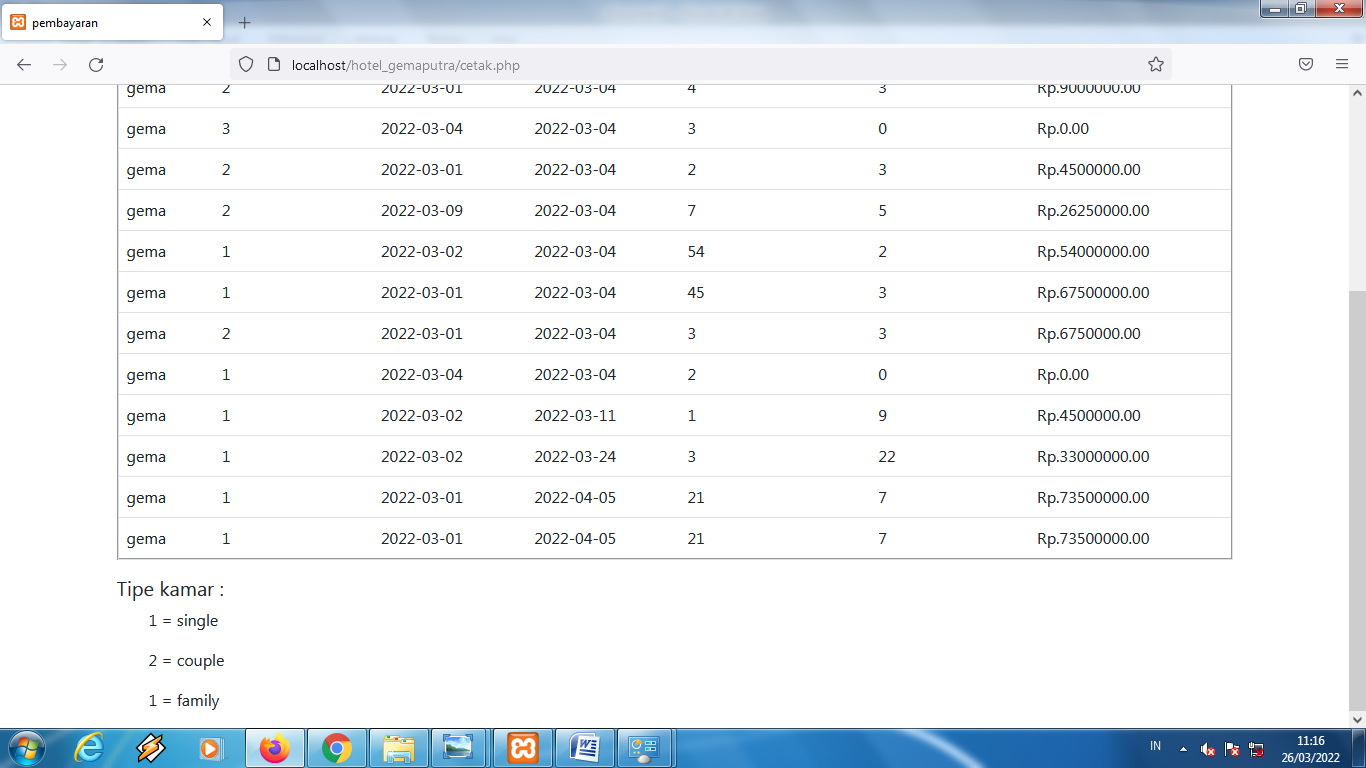 pembayaran
localhost/hotel_gemaputra/cetak.php
gema 2 2022-03-01 2022-03-04 4 3 Rp.9000000.00
gema 3 2022-03-04 2022-03-04 3 0 Rp.0.00
gema 2 2022-03-01 2022-03-04 2 3 Rp.4500000.00
gema 2 2022-03-09 2022-03-04 7 5 Rp.26250000.00
gema 1 2022-03-02 2022-03-04 54 2 Rp.54000000.00
gema 1 2022-03-01 2022-03-04 45 3 Rp.67500000.00
gema 2 2022-03-01 2022-03-04 3 3 Rp.6750000.00
gema 1 2022-03-04 2022-03-04 2 0 Rp.0.00
gema 1 2022-03-02 2022-03-11 1 9 Rp.4500000.00
gema 1 2022-03-02 2022-03-24 3 22 Rp.33000000.00
gema 1 2022-03-01 2022-04-05 21 7 Rp.73500000.00
gema 1 2022-03-01 2022-04-05 21 7 Rp.73500000.00
Tipe kamar :
1 = single
2 = couple
1 = family
IN
11:16
26/03/2022